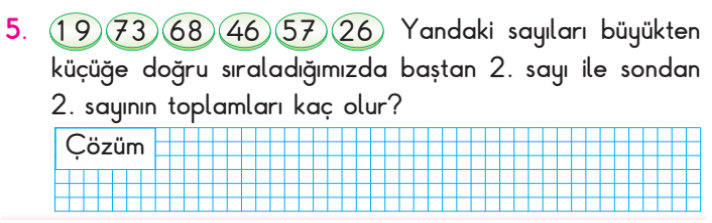 5. 19 73 68 46 57 26 Yandaki sayıları büyükten
küçüğe doğru sıraladığımızda baştan 2. sayı ile sondan
2. sayının toplamları kaç olur?
Çözüm